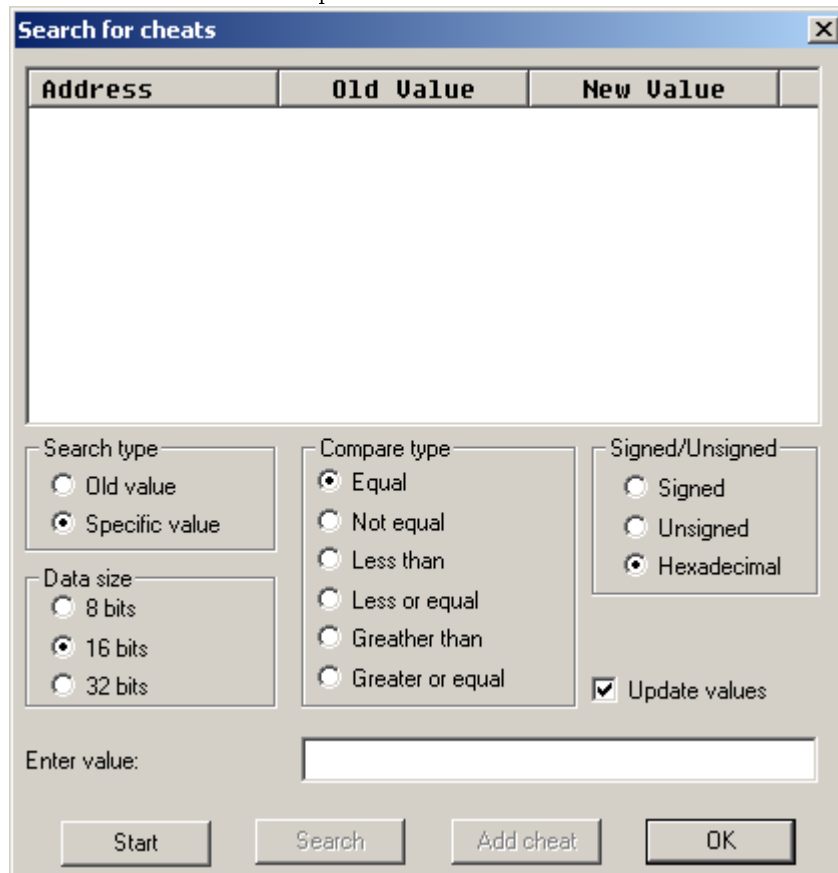 Search for cheats
Address Old Value New Value
Search type
Old value
Specific value
Data size
8 bits
16 bits
32 bits
Compare type
Equal
Not equal
Less than
Less or equal
Greather than
Greater or equal
Signed/Unsigned
Signed
Unsigned
Hexadecimal
Update values
Enter value:
Start Search Add cheat OK